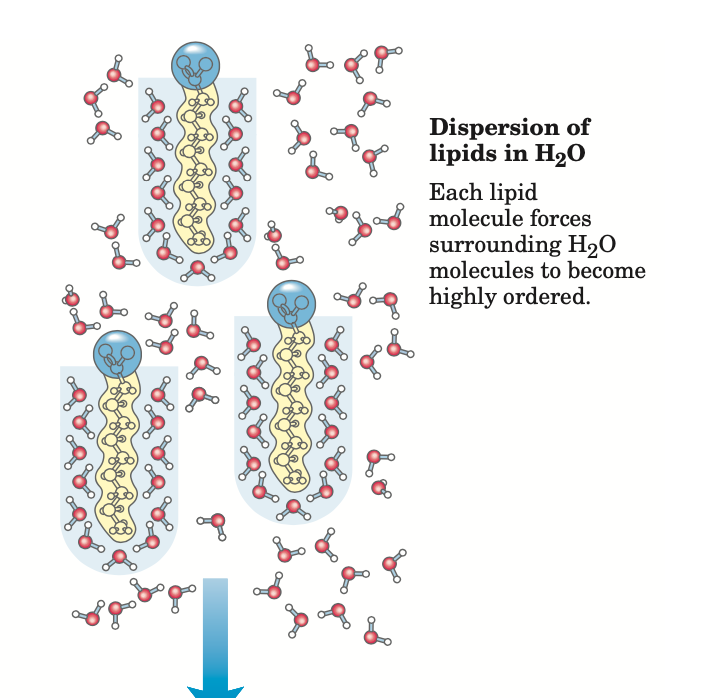 Dispersion of
lipids in H₂O
Each lipid
molecule forces
surrounding H₂O
molecules to become
highly ordered.